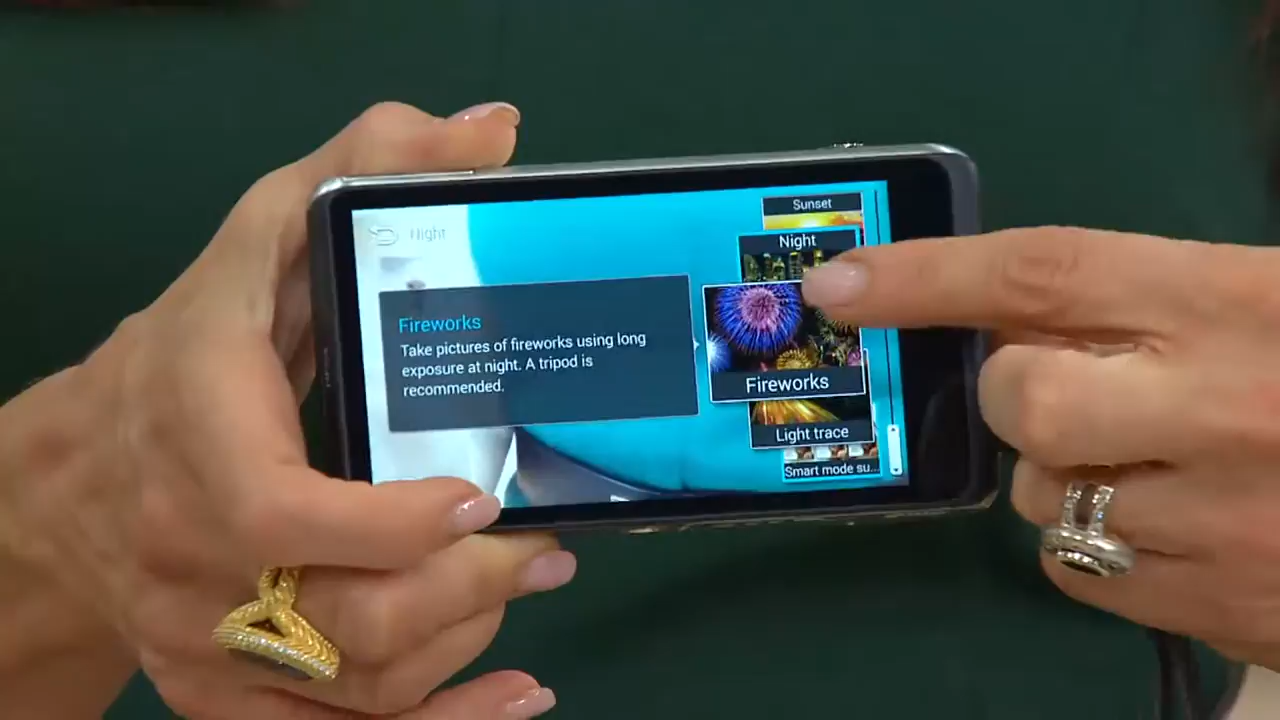 Night
Fireworks
Take pictures of fireworks using long
exposure at night. A tripod is
recommended.
Sunset
Night
Fireworks
Light trace
Smart mode su...